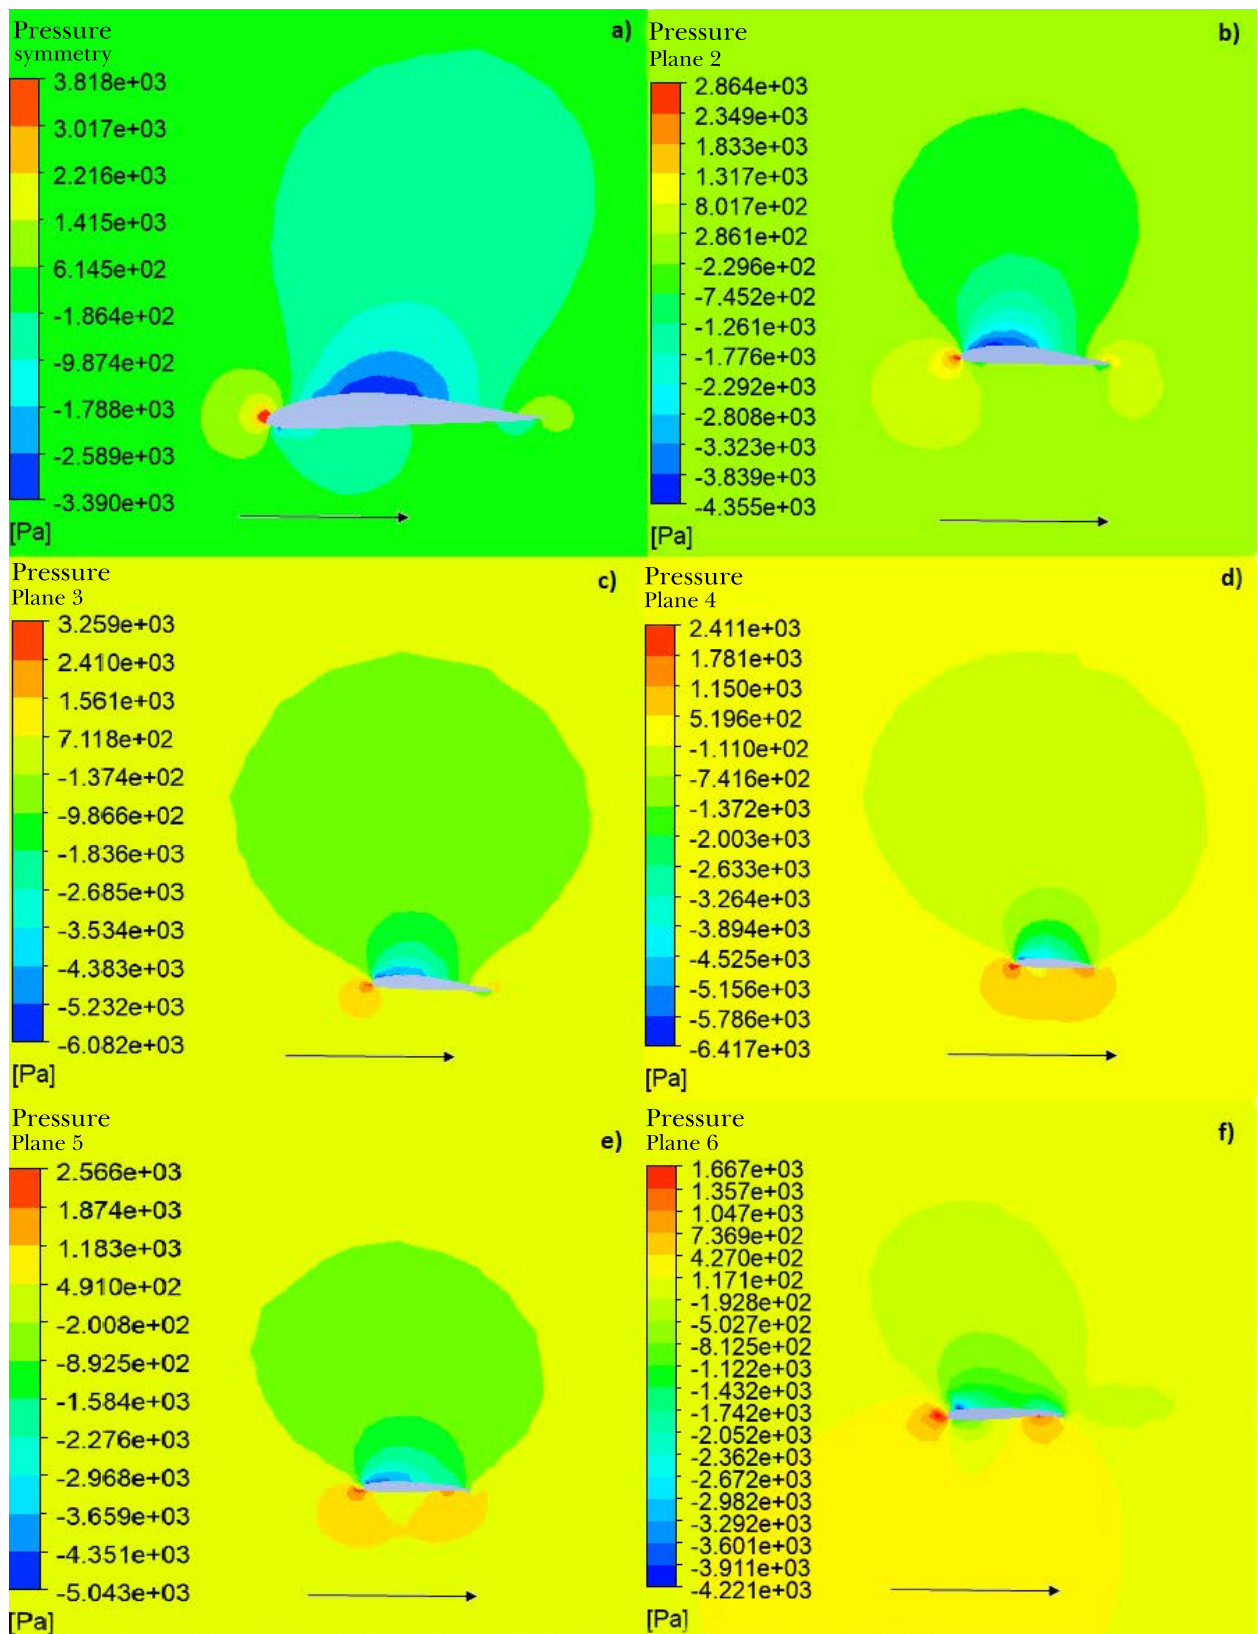 Pressure
symmetry
a)
3.818e+03
3.017e+03
2.216e+03
1.415e+03
6.145e+02
-1.864e+02
-9.874e+02
-1.788e+03
-2.589e+03
-3.390e+03
[Pa]
Pressure
Plane 2
b)
2.864e+03
2.349e+03
1.833e+03
1.317e+03
8.017e+02
2.861e+02
-2.296e+02
-7.452e+02
-1.261e+03
-1.776e+03
-2.292e+03
-2.808e+03
-3.323e+03
-3.839e+03
-4.355e+03
[Pa]
Pressure
Plane 3
c)
3.259e+03
2.410e+03
1.561e+03
7.118e+02
-1.374e+02
-9.866e+02
-1.836e+03
-2.685e+03
-3.534e+03
-4.383e+03
-5.232e+03
-6.082e+03
[Pa]
Pressure
Plane 4
d)
2.411e+03
1.781e+03
1.150e+03
5.196e+02
-1.110e+02
-7.416e+02
-1.372e+03
-2.003e+03
-2.633e+03
-3.264e+03
-3.894e+03
-4.525e+03
-5.156e+03
-5.786e+03
-6.417e+03
[Pa]
Pressure
Plane 5
e)
2.566e+03
1.874e+03
1.183e+03
4.910e+02
-2.008e+02
-8.925e+02
-1.584e+03
-2.276e+03
-2.968e+03
-3.659e+03
-4.351e+03
-5.043e+03
[Pa]
Pressure
Plane 6
f)
1.667e+03
1.357e+03
1.047e+03
7.369e+02
4.270e+02
1.171e+02
-1.928e+02
-5.027e+02
-8.125e+02
-1.122e+03
-1.432e+03
-1.742e+03
-2.052e+03
-2.362e+03
-2.672e+03
-2.982e+03
-3.292e+03
-3.601e+03
-3.911e+03
-4.221e+03
[Pa]